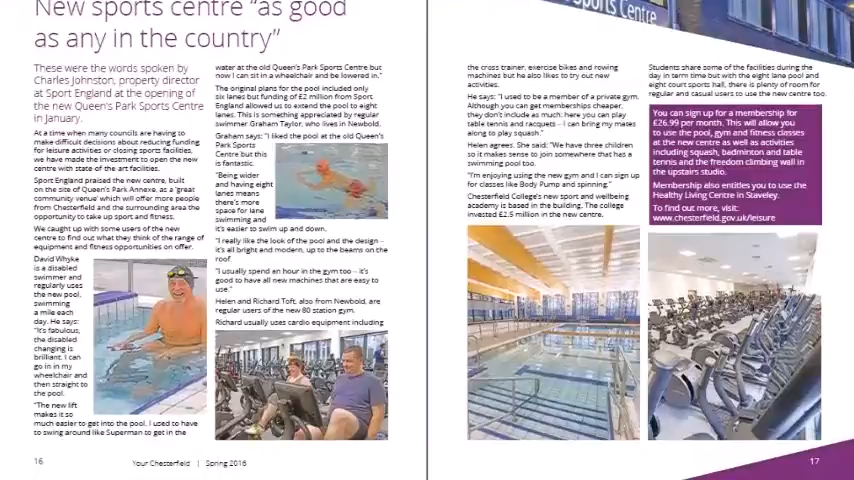 New sports centre “as good
as any in the country”
These were the words spoken by
Charles Johnston, property director
at Sport England at the opening of
the new Queen's Park Sports Centre
in January.
At a time when many councils are having to
make difficult decisions about reducing funding
for leisure activities or closing sports facilities,
we have made the investment to open the new
centre with state of the art facilities.
Sport England praised the new centre, built
on the site of Queen's Park Annexe, as a 'great
community venue' which will offer more people
from Chesterfield and the surrounding area the
opportunity to take up sport and fitness.
We caught up with some users of the new
centre to find out what they think of the range of
equipment and fitness opportunities on offer.
David Whyke
is a disabled
swimmer and
regularly uses
the new pool,
swimming
a mile each
day. He says:
“It's fabulous,
the disabled
changing is
brilliant. I can
go in in my
wheelchair and
then straight to
the pool.
“The new lift
makes it so
much easier to get into the pool. I used to have
to swing around like Superman to get in the
water at the old Queen's Park Sports Centre but
now I can sit in a wheelchair and be lowered in.”
The original plans for the pool included only
six lanes but funding of £2 million from Sport
England allowed us to extend the pool to eight
lanes. This is something appreciated by regular
swimmer Graham Taylor, who lives in Newbold.
Graham says: “I liked the pool at the old Queen's
Park Sports
Centre but this
is fantastic.
“Being wider
and having eight
lanes means
there's more
space for lane
swimming and
it's easier to swim up and down.
“I really like the look of the pool and the design –
it's all bright and modern, up to the beams on the
roof.
“I usually spend an hour in the gym too – it's
good to have all new machines that are easy to
use.”
Helen and Richard Toft, also from Newbold, are
regular users of the new 80 station gym.
Richard usually uses cardio equipment including
16
Your Chesterfield | Spring 2016
Sports Centre
the cross trainer, exercise bikes and rowing
machines but he also likes to try out new
activities.
He says: “I used to be a member of a private gym.
Although you can get memberships cheaper,
they don't include as much: here you can play
table tennis and racquets – I can bring my mates
along to play squash.”
Helen agrees. She said: “We have three children
so it makes sense to join somewhere that has a
swimming pool too.
“I'm enjoying using the new gym and I can sign up
for classes like Body Pump and spinning.”
Chesterfield College's new sport and wellbeing
academy is based in the building. The college
invested £2.5 million in the new centre.
Students share some of the facilities during the
day in term time but with the eight lane pool and
eight court sports hall, there is plenty of room for
regular and casual users to use the new centre too.
You can sign up for a membership for
£26.99 per month. This will allow you
to use the pool, gym and fitness classes
at the new centre as well as activities
including squash, badminton and table
tennis and the freedom climbing wall in
the upstairs studio.
Membership also entitles you to use the
Healthy Living Centre in Staveley.
To find out more, visit:
www.chesterfield.gov.uk/leisure
17